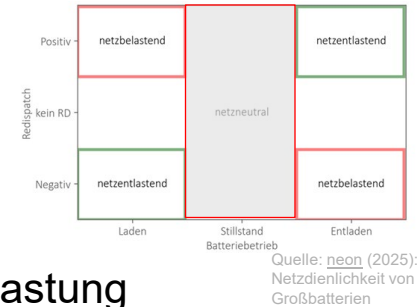 Positiv
netzbelastend
netzentlastend
Redispatch
kein RD
netzneutral
Negativ
netzentlastend
netzbelastend
Laden
Stillstand
Entladen
Batteriebetrieb
Quelle: neon (2025):
Netzdienlichkeit von
Großbatterien
astung